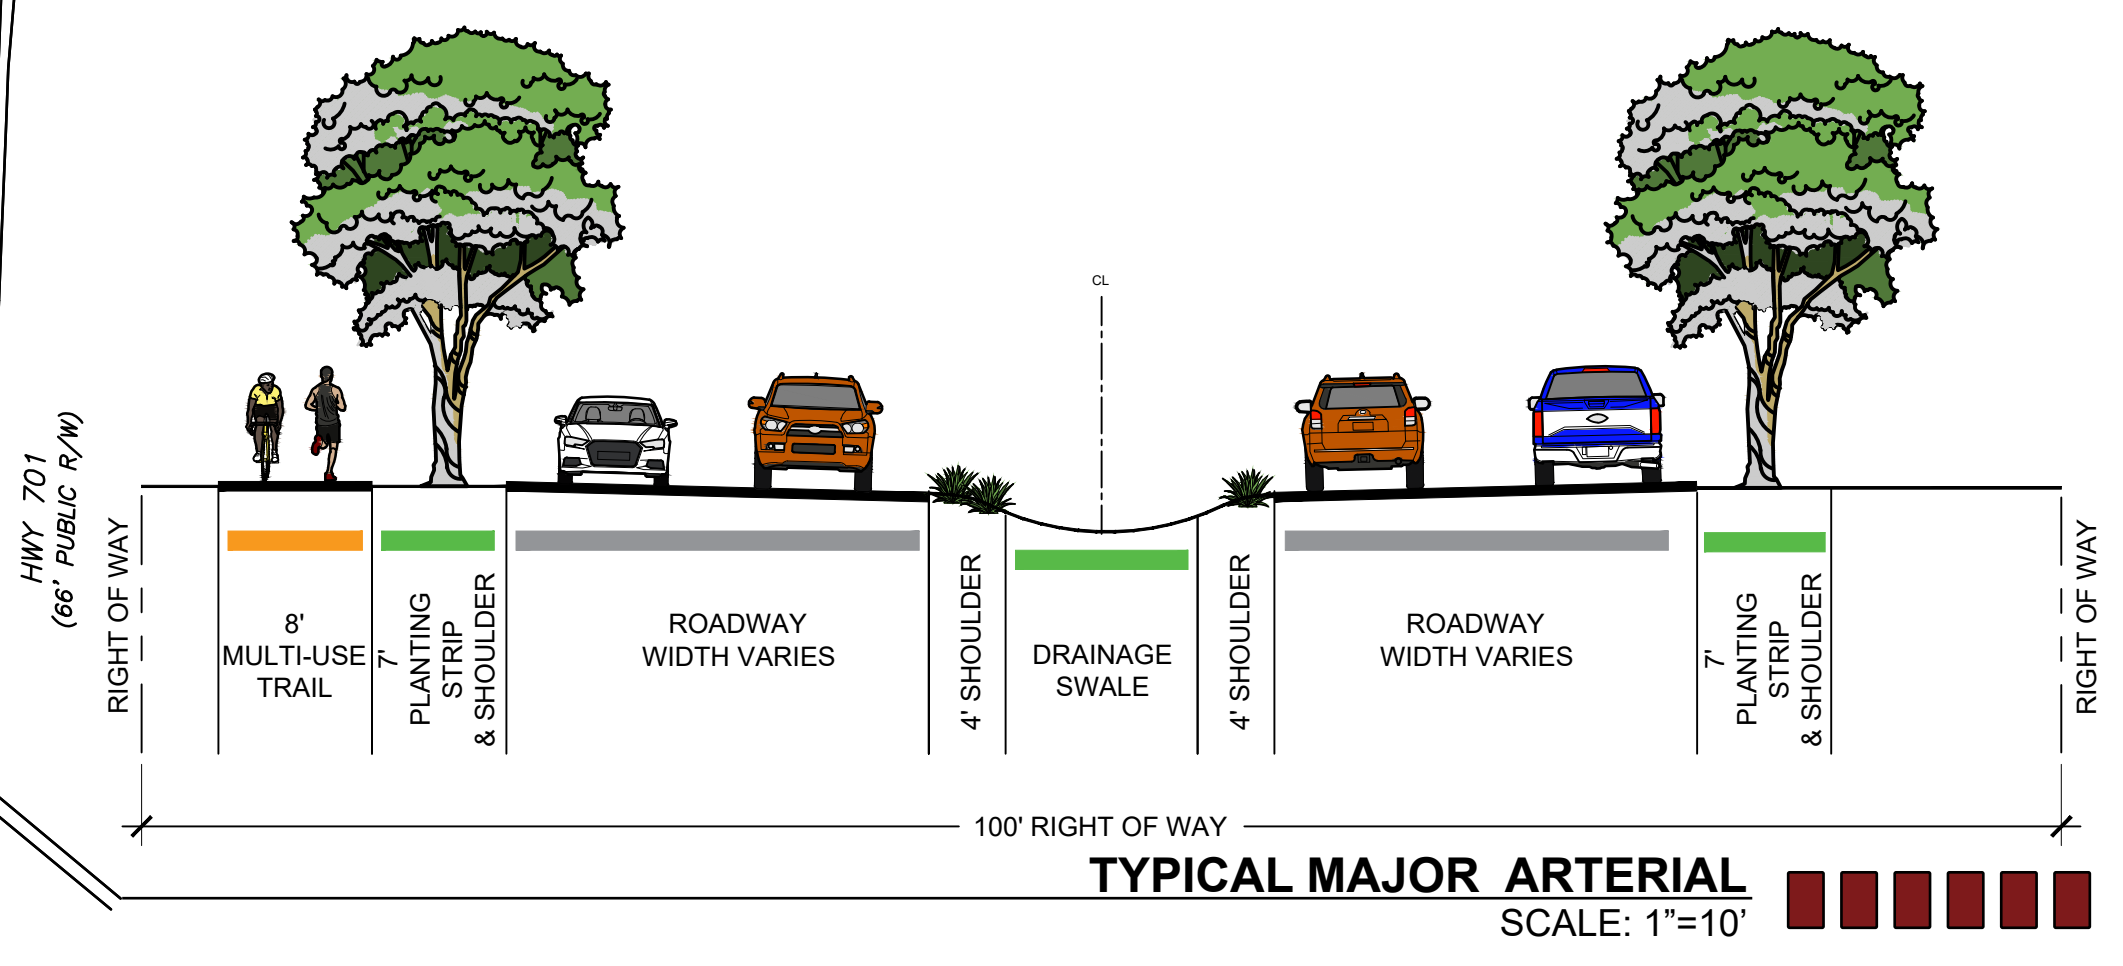 CL
HWY 701
(66' PUBLIC R/W)
RIGHT OF WAY
8'
MULTI-USE
TRAIL
7'
PLANTING
STRIP
& SHOULDER
ROADWAY
WIDTH VARIES
4' SHOULDER
DRAINAGE
SWALE
4' SHOULDER
ROADWAY
WIDTH VARIES
7'
PLANTING
STRIP
& SHOULDER
RIGHT OF WAY
100' RIGHT OF WAY
TYPICAL MAJOR ARTERIAL
SCALE: 1”=10’